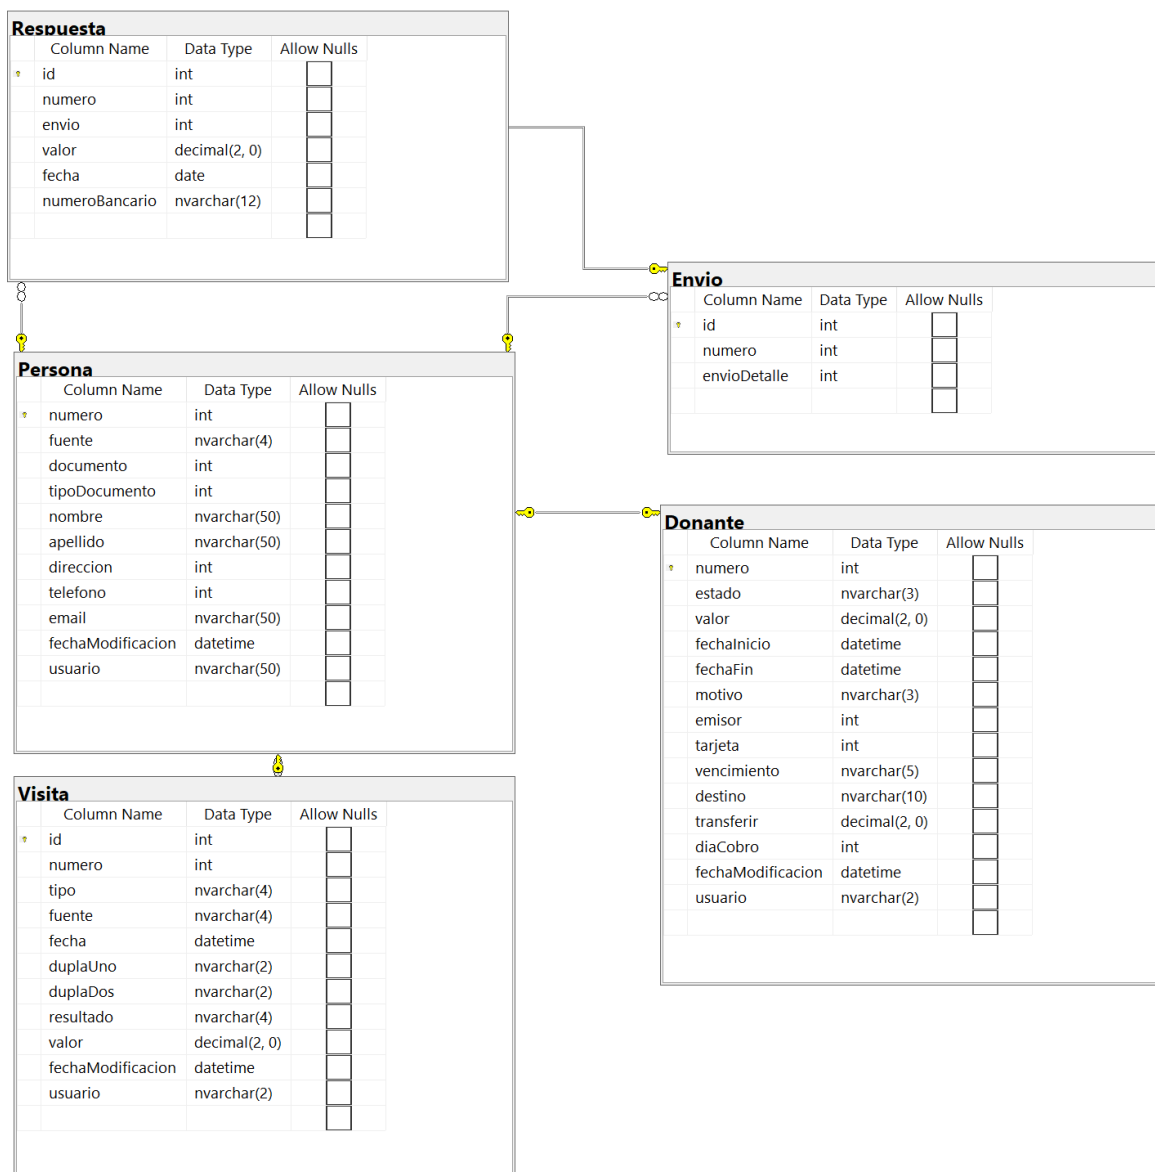 Respuesta
Column Name Data Type Allow Nulls
id int
numero int
envio int
valor decimal(2, 0)
fecha date
numeroBancario nvarchar(12)
Envio
Column Name Data Type Allow Nulls
id int
numero int
envioDetalle int
Persona
Column Name Data Type Allow Nulls
numero int
fuente nvarchar(4)
documento int
tipoDocumento int
nombre nvarchar(50)
apellido nvarchar(50)
direccion int
telefono int
email nvarchar(50)
fechaModificacion datetime
usuario nvarchar(50)
Donante
Column Name Data Type Allow Nulls
numero int
estado nvarchar(3)
valor decimal(2, 0)
fechaInicio datetime
fechaFin datetime
motivo nvarchar(3)
emisor int
tarjeta int
vencimiento nvarchar(5)
destino nvarchar(10)
transferir decimal(2, 0)
diaCobro int
fechaModificacion datetime
usuario nvarchar(2)
Visita
Column Name Data Type Allow Nulls
id int
numero int
tipo nvarchar(4)
fuente nvarchar(4)
fecha datetime
duplaUno nvarchar(2)
duplaDos nvarchar(2)
resultado nvarchar(4)
valor decimal(2, 0)
fechaModificacion datetime
usuario nvarchar(2)